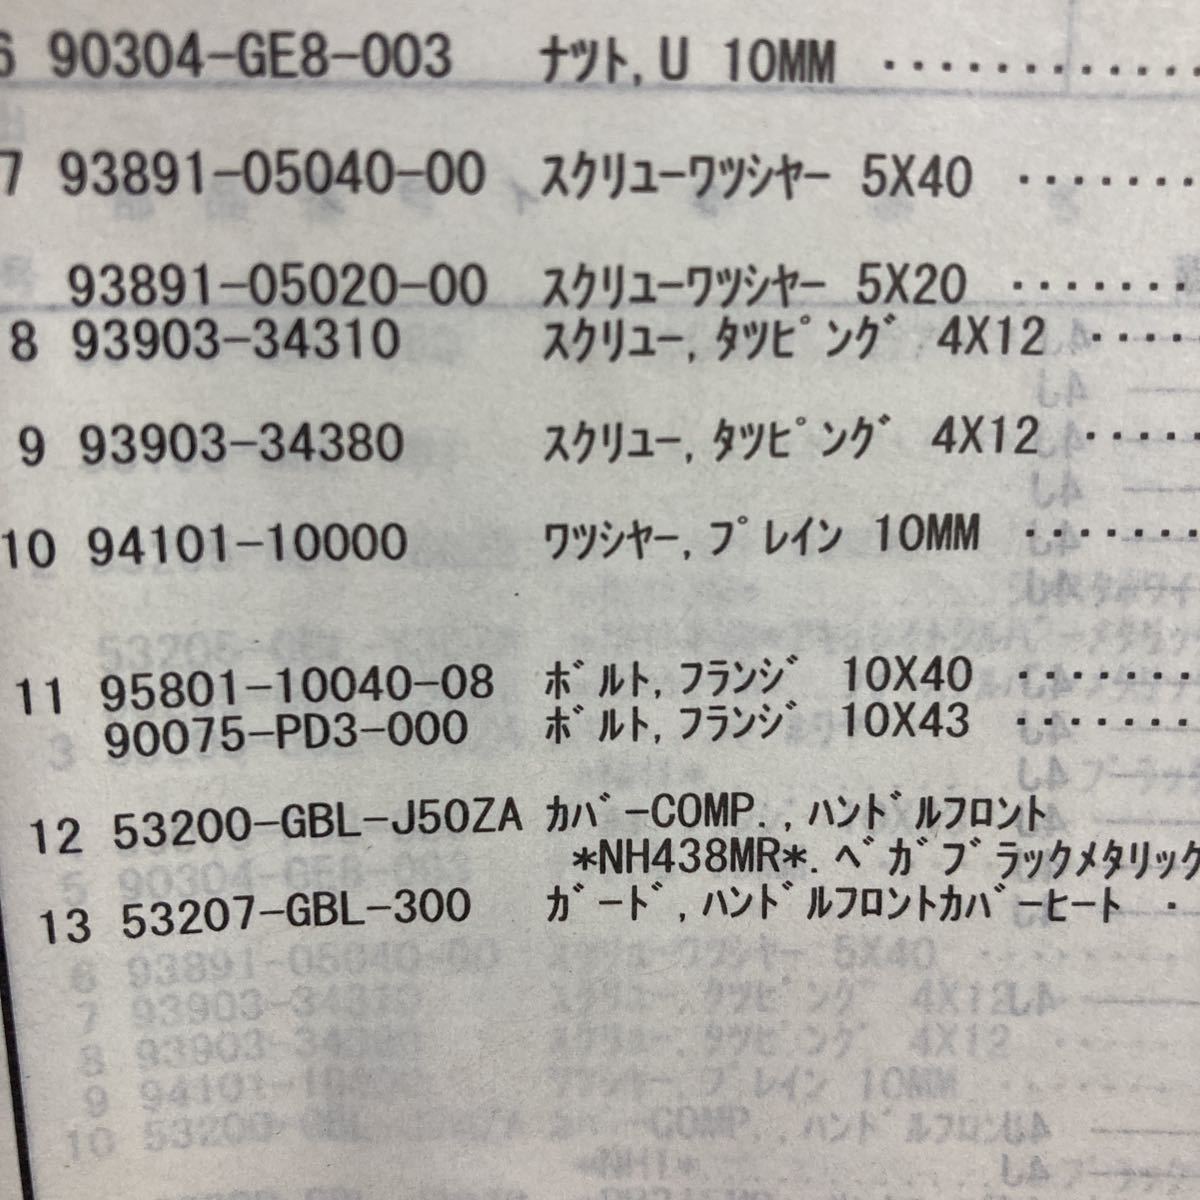 6 90304-GE8-003 ナツト, U 10MM ············
7 93891-05040-00 スクリユーワツシヤー 5X40 ·······
93891-05020-00 スクリユーワツシヤー 5X20 ·······
8 93903-34310 スクリユー, タツピング 4X12 ····
9 93903-34380 スクリユー, タツピング 4X12 ·····
10 94101-10000 ワツシヤー, プレイン 10MM ·······
11 95801-10040-08 ボルト, フランジ 10X40 ·······
90075-PD3-000 ボルト, フランジ 10X43 ·······
12 53200-GBL-J50ZA カバーCOMP., ハンドルフロント
*NH438MR*. ベガブラックメタリック
13 53207-GBL-300 ガード, ハンドルフロントカバーヒート ·